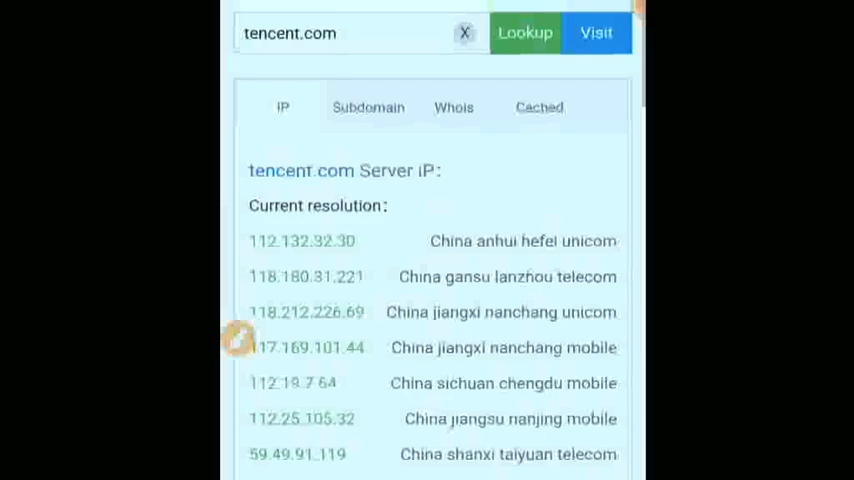 tencent.com X Lookup Visit
IP Subdomain Whois Cached
tencent.com Server iP:
Current resolution:
112.132.32.30 China anhui hefei unicom
118.180.31.221 China gansu lanzhou telecom
118.212.226.69 China jiangxi nanchang unicom
117.169.101.44 China jiangxi nanchang mobile
112.19.7.64 China sichuan chengdu mobile
112.25.105.32 China jiangsu nanjing mobile
59.49.91.119 China shanxi taiyuan telecom